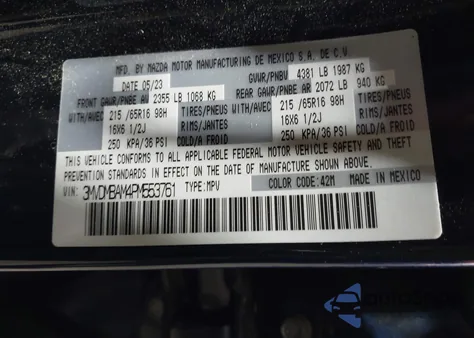 MFD. BY MAZDA MOTOR MANUFACTURING DE MEXICO S.A. DE C.V.
DATE 05/23 GVWR/PNBV 4381 LB 1987 KG
FRONT GAWR/PNBE AV 2355 LB 1068 KG REAR GAWR/PNBE AR 2072 LB 940 KG
WITH/AVEC 215/65R16 98H TIRES/PNEUS WITH/AVEC 215/65R16 98H TIRES/PNEUS
16X6 1/2J RIMS/JANTES 16X6 1/2J RIMS/JANTES
250 KPA/36 PSI 250 KPA/36 PSI
THIS VEHICLE CONFORMS TO ALL APPLICABLE FEDERAL MOTOR VEHICLE SAFETY AND THEFT
PREVENTION STANDARDS IN EFFECT ON THE DATE OF MANUFACTURE SHOWN ABOVE.
VIN: 3MVDMBAM4PM553761 TYPE:MPV COLOR CODE:42M MADE IN MEXICO